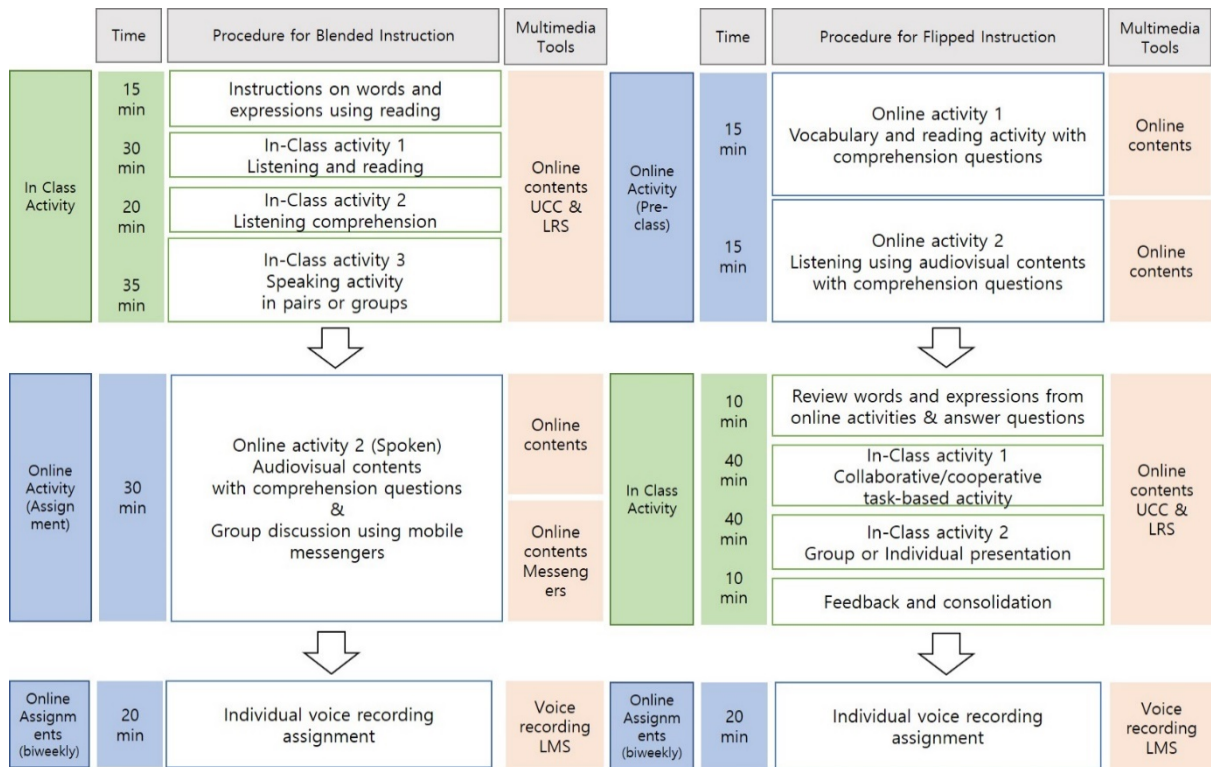 Time
Procedure for Blended Instruction
Multimedia
Tools
In Class
Activity
15
min
Instructions on words and
expressions using reading
30
min
In-Class activity 1
Listening and reading
20
min
In-Class activity 2
Listening comprehension
35
min
In-Class activity 3
Speaking activity
in pairs or groups
Online
contents
UCC &
LRS
Online
Activity
(Assign
ment)
30
min
Online activity 2 (Spoken)
Audiovisual contents
with comprehension questions
&
Group discussion using mobile
messengers
Online
contents
Online
contents
Messeng
ers
Online
Assignm
ents
(biweekly)
20
min
Individual voice recording
assignment
Voice
recording
LMS
Time
Procedure for Flipped Instruction
Multimedia
Tools
Online
Activity
(Pre-
class)
15
min
Online activity 1
Vocabulary and reading activity with
comprehension questions
Online
contents
15
min
Online activity 2
Listening using audiovisual contents
with comprehension questions
Online
contents
In Class
Activity
10
min
Review words and expressions from
online activities & answer questions
40
min
In-Class activity 1
Collaborative/cooperative
task-based activity
40
min
In-Class activity 2
Group or Individual presentation
10
min
Feedback and consolidation
Online
contents
UCC &
LRS
Online
Assignm
ents
(biweekly)
20
min
Individual voice recording
assignment
Voice
recording
LMS